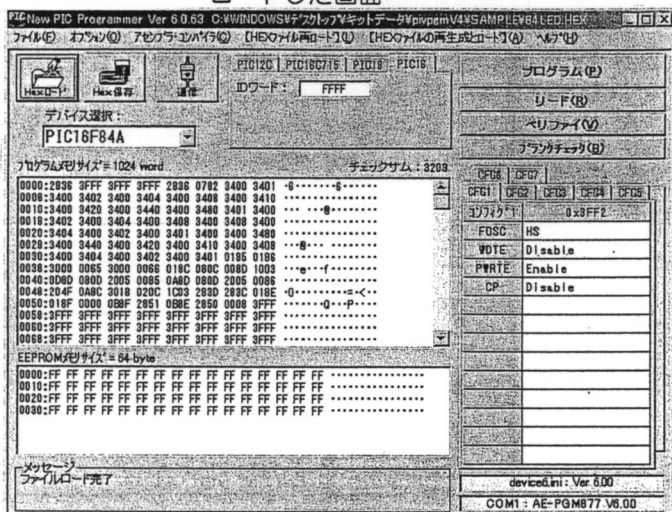 ロードした画面
New PIC Programmer Ver 6.0.63 C:¥WINDOWS¥デスクトップ¥キットデータ¥pivpgmV4¥SAMPLE¥84LED.HEX
ファイル(F) オプション(O) アセンブラ・コンパイラ(C) 【HEXファイル再ロード】(L) 【HEXファイルの再生成とロード】(A) ヘルプ(H)
Hexロード Hex保存 通信
PIC12C PIC16C715 PIC18 PIC16
IDワード： FFFF
デバイス選択：
PIC16F84A
プログラム(P)
リード(R)
ベリファイ(V)
ブランクチェック(B)
プログラムメモリサイズ = 1024 word チェックサム：3203
0000:2836 3FFF 3FFF 3FFF 2836 0782 3400 3401
0008:3400 3402 3400 3404 3400 3408 3400 3410
0010:3400 3420 3400 3440 3400 3480 3401 3400
0018:3402 3400 3404 3400 3408 3400 3408 3400
0020:3404 3400 3402 3400 3401 3400 3400 3480
0028:3400 3440 3400 3420 3400 3410 3400 3408
0030:3400 3404 3400 3402 3400 3401 0185 0186
0038:3000 0065 3000 0066 018C 080C 008D 1003
0040:0D8D 080D 2005 0085 0A8D 080D 2005 0086
0048:204F 0A8C 3018 020C 1C03 283D 283C 018E
0050:018F 0000 0B8F 2851 0B8E 2850 0008 3FFF
0058:3FFF 3FFF 3FFF 3FFF 3FFF 3FFF 3FFF 3FFF
0060:3FFF 3FFF 3FFF 3FFF 3FFF 3FFF 3FFF 3FFF
0068:3FFF 3FFF 3FFF 3FFF 3FFF 3FFF 3FFF 3FFF
EEPROMメモリサイズ = 64 byte
0000:FF FF FF FF FF FF FF FF FF FF FF FF FF FF FF FF
0010:FF FF FF FF FF FF FF FF FF FF FF FF FF FF FF FF
0020:FF FF FF FF FF FF FF FF FF FF FF FF FF FF FF FF
0030:FF FF FF FF FF FF FF FF FF FF FF FF FF FF FF FF
CFG6 CFG7
CFG1 CFG2 CFG3 CFG4 CFG5
コンフィグ1 0x3FF2
FOSC HS
WDTE Disable
PWRTE Enable
CP Disable
メッセージ
ファイルロード完了
device6.ini : Ver 6.00
COM1 : AE-PGM877 V6.00